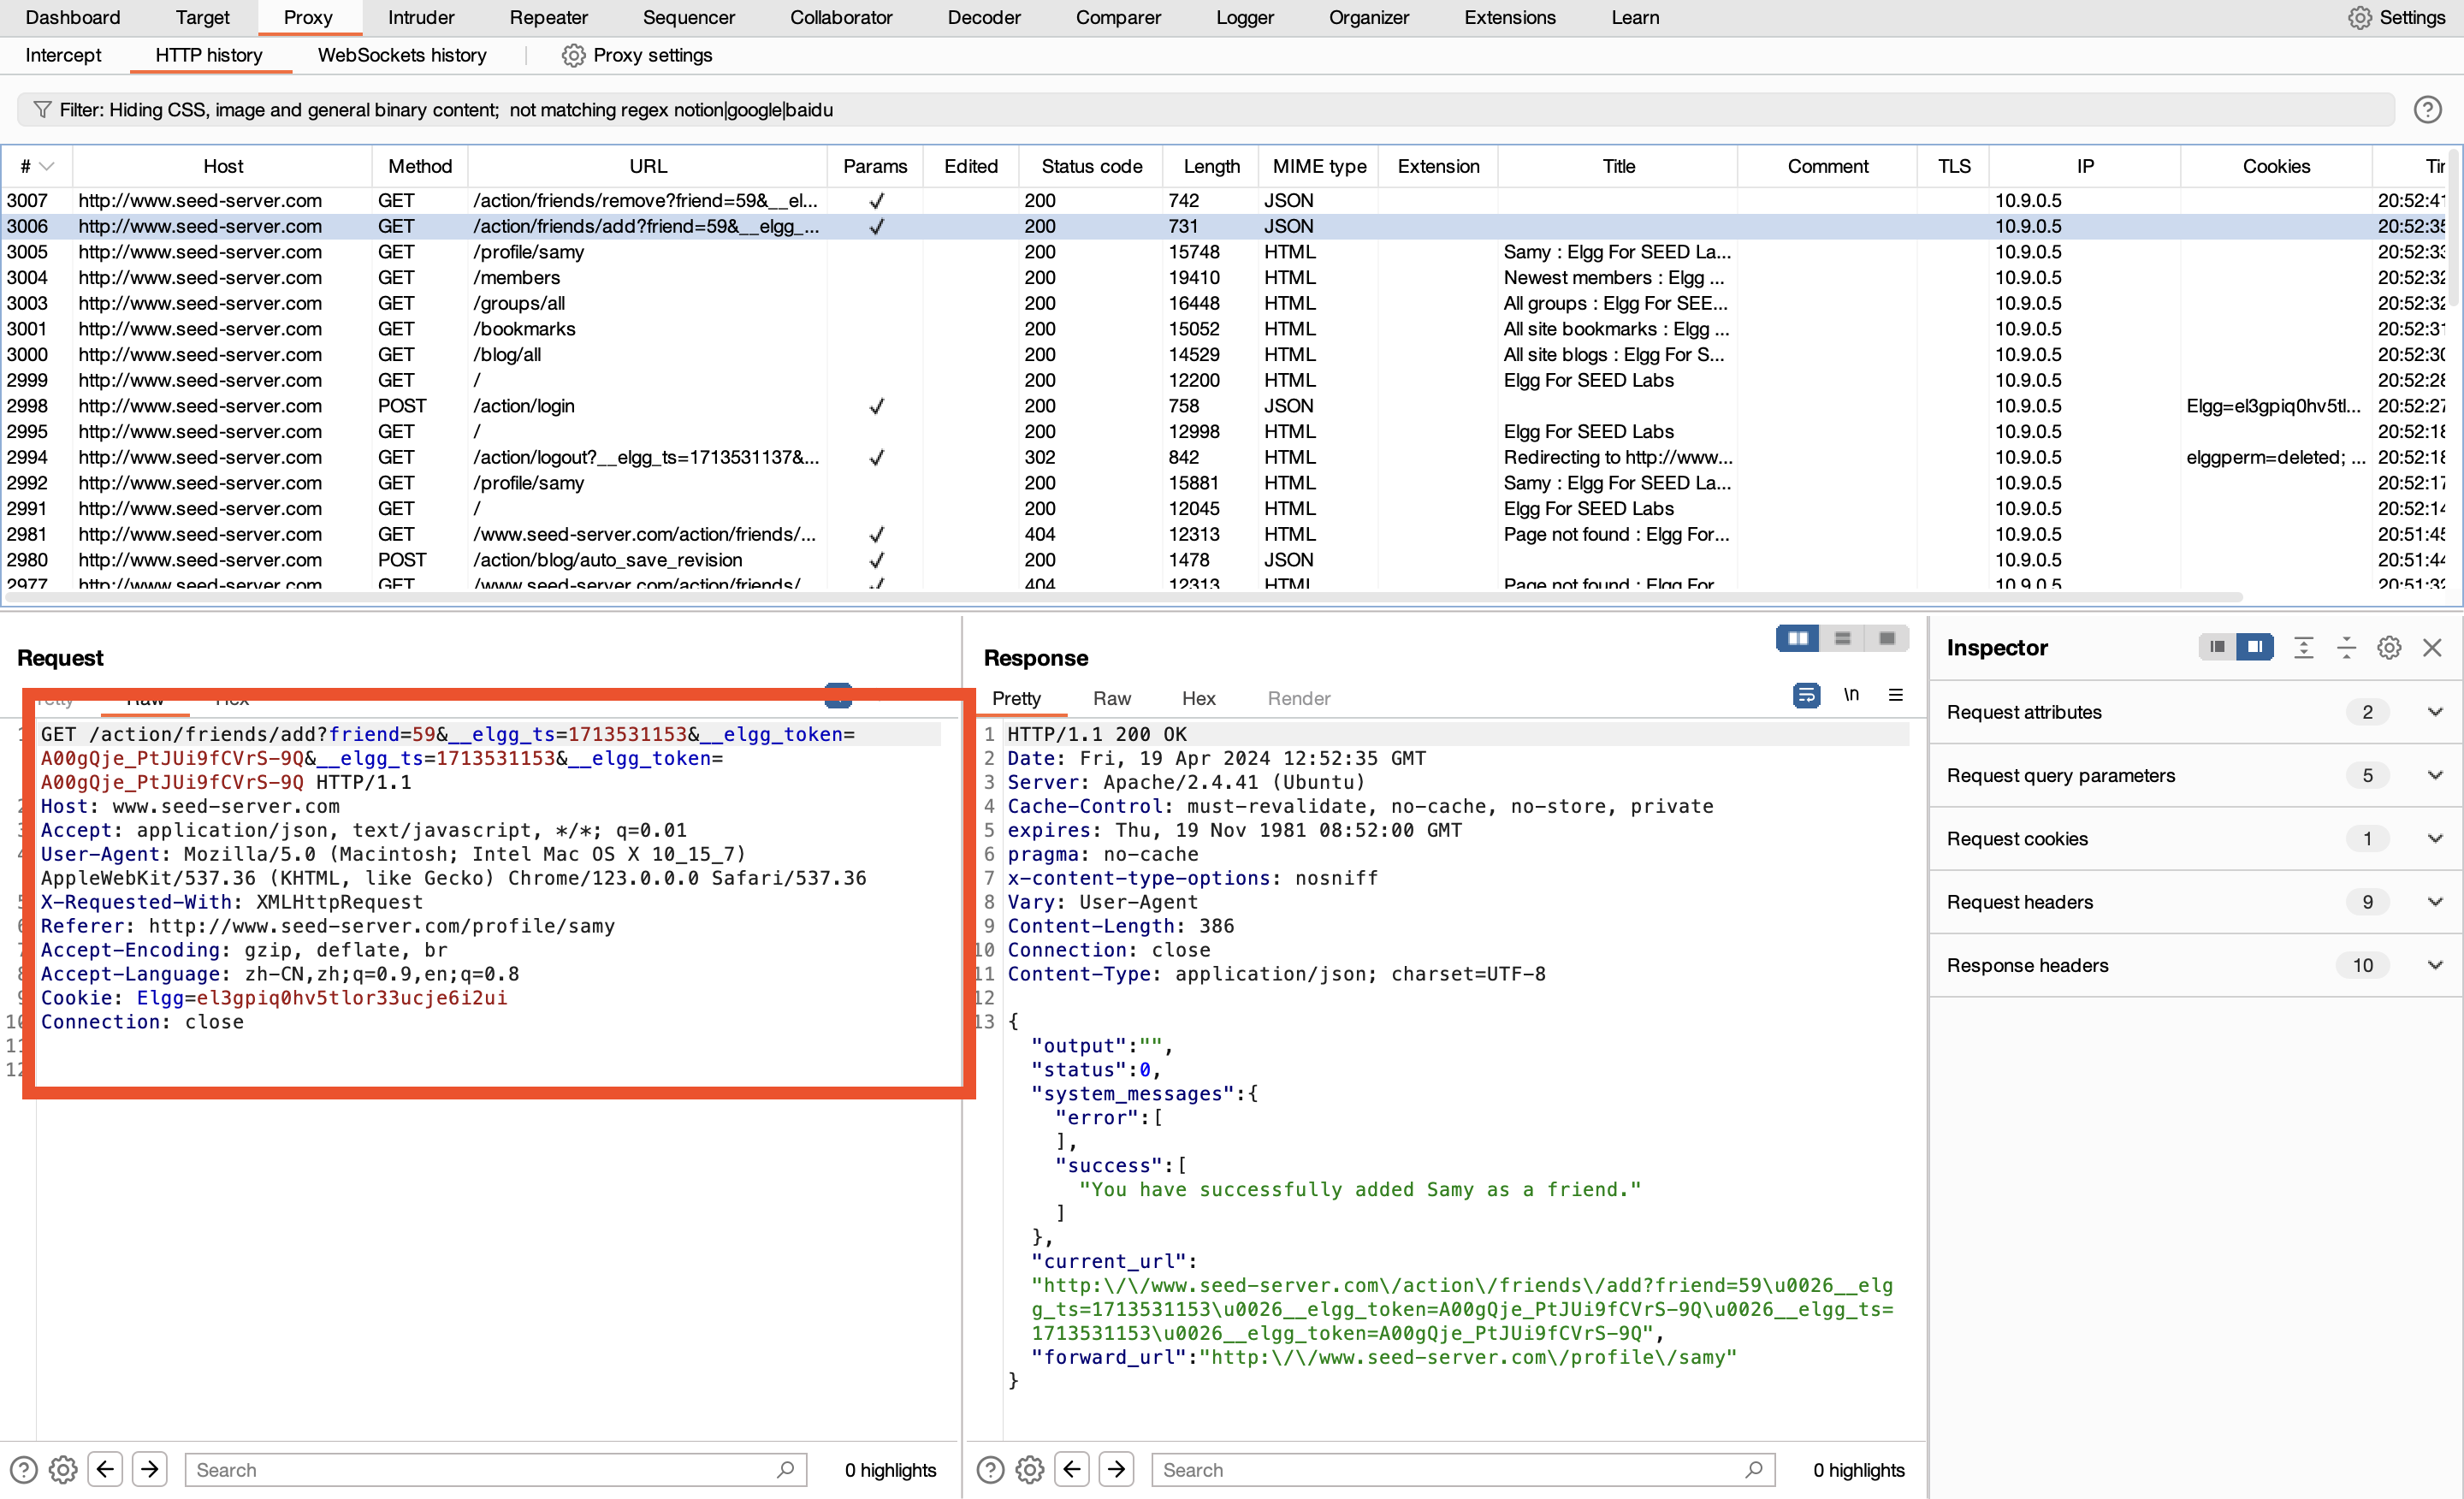 Dashboard Target Proxy Intruder Repeater Sequencer Collaborator Decoder Comparer Logger Organizer Extensions Learn Settings
Intercept HTTP history WebSockets history Proxy settings
Filter: Hiding CSS, image and general binary content; not matching regex notion|google|baidu
# Host Method URL Params Edited Status code Length MIME type Extension Title Comment TLS IP Cookies
3007 http://www.seed-server.com GET /action/friends/remove?friend=59&__el... ✓ 200 742 JSON 10.9.0.5 20:52:41
3006 http://www.seed-server.com GET /action/friends/add?friend=59&__elgg_... ✓ 200 731 JSON 10.9.0.5 20:52:35
3005 http://www.seed-server.com GET /profile/samy 200 15748 HTML Samy : Elgg For SEED La... 10.9.0.5 20:52:33
3004 http://www.seed-server.com GET /members 200 19410 HTML Newest members : Elgg ... 10.9.0.5 20:52:32
3003 http://www.seed-server.com GET /groups/all 200 16448 HTML All groups : Elgg For SEE... 10.9.0.5 20:52:32
3001 http://www.seed-server.com GET /bookmarks 200 15052 HTML All site bookmarks : Elgg ... 10.9.0.5 20:52:31
3000 http://www.seed-server.com GET /blog/all 200 14529 HTML All site blogs : Elgg For S... 10.9.0.5 20:52:30
2999 http://www.seed-server.com GET / 200 12200 HTML Elgg For SEED Labs 10.9.0.5 20:52:28
2998 http://www.seed-server.com POST /action/login ✓ 200 758 JSON 10.9.0.5 Elgg=el3gpiq0hv5tl... 20:52:27
2995 http://www.seed-server.com GET / 200 12998 HTML Elgg For SEED Labs 10.9.0.5 20:52:18
2994 http://www.seed-server.com GET /action/logout?__elgg_ts=1713531137&... ✓ 302 842 HTML Redirecting to http://www... 10.9.0.5 elggperm=deleted; ... 20:52:18
2992 http://www.seed-server.com GET /profile/samy 200 15881 HTML Samy : Elgg For SEED La... 10.9.0.5 20:52:17
2991 http://www.seed-server.com GET / 200 12045 HTML Elgg For SEED Labs 10.9.0.5 20:52:14
2981 http://www.seed-server.com GET /www.seed-server.com/action/friends/... ✓ 404 12313 HTML Page not found : Elgg For... 10.9.0.5 20:51:45
2980 http://www.seed-server.com POST /action/blog/auto_save_revision ✓ 200 1478 JSON 10.9.0.5 20:51:44
2977 http://www.seed-server.com GET /www.seed-server.com/action/friends/ ✓ 404 12313 HTML Page not found : Elgg For 10.9.0.5 20:51:32
Request
Raw Hex
1 GET /action/friends/add?friend=59&__elgg_ts=1713531153&__elgg_token=
A00gQje_PtJUi9fCVrS-9Q&__elgg_ts=1713531153&__elgg_token=
A00gQje_PtJUi9fCVrS-9Q HTTP/1.1
2 Host: www.seed-server.com
3 Accept: application/json, text/javascript, */*; q=0.01
4 User-Agent: Mozilla/5.0 (Macintosh; Intel Mac OS X 10_15_7)
AppleWebKit/537.36 (KHTML, like Gecko) Chrome/123.0.0.0 Safari/537.36
5 X-Requested-With: XMLHttpRequest
6 Referer: http://www.seed-server.com/profile/samy
7 Accept-Encoding: gzip, deflate, br
8 Accept-Language: zh-CN,zh;q=0.9,en;q=0.8
9 Cookie: Elgg=el3gpiq0hv5tlor33ucje6i2ui
10 Connection: close
11
12
Search 0 highlights
Response
Pretty Raw Hex Render \n
1 HTTP/1.1 200 OK
2 Date: Fri, 19 Apr 2024 12:52:35 GMT
3 Server: Apache/2.4.41 (Ubuntu)
4 Cache-Control: must-revalidate, no-cache, no-store, private
5 expires: Thu, 19 Nov 1981 08:52:00 GMT
6 pragma: no-cache
7 x-content-type-options: nosniff
8 Vary: User-Agent
9 Content-Length: 386
10 Connection: close
11 Content-Type: application/json; charset=UTF-8
12
13 {
"output":"",
"status":0,
"system_messages":{
"error":[
],
"success":[
"You have successfully added Samy as a friend."
]
},
"current_url":
"http:\/\/www.seed-server.com\/action\/friends\/add?friend=59\u0026__elg
g_ts=1713531153\u0026__elgg_token=A00gQje_PtJUi9fCVrS-9Q\u0026__elgg_ts=
1713531153\u0026__elgg_token=A00gQje_PtJUi9fCVrS-9Q",
"forward_url":"http:\/\/www.seed-server.com\/profile\/samy"
}
Search 0 highlights
Inspector
Request attributes 2
Request query parameters 5
Request cookies 1
Request headers 9
Response headers 10